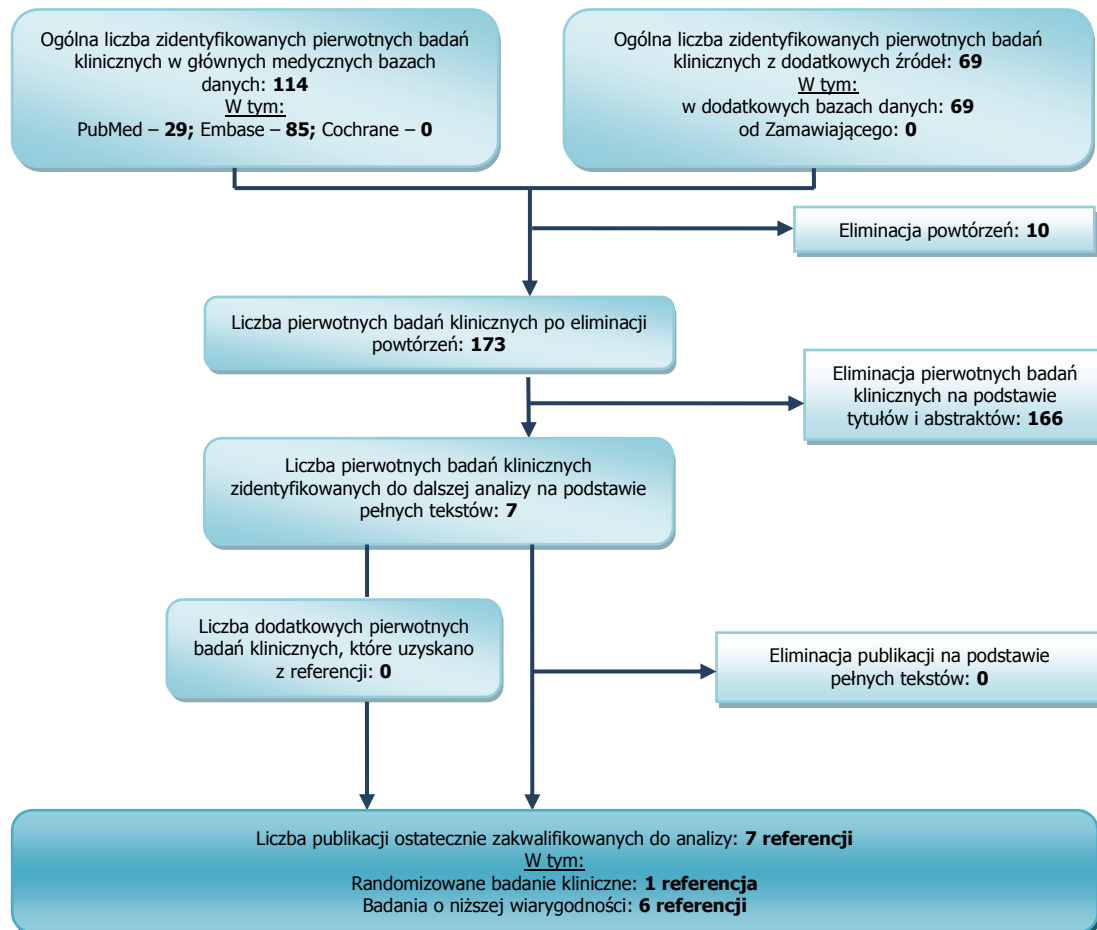 Ogólna liczba zidentyfikowanych pierwotnych badań
klinicznych w głównych medycznych bazach
danych: 114
W tym:
PubMed – 29; Embase – 85; Cochrane – 0
Ogólna liczba zidentyfikowanych pierwotnych badań
klinicznych z dodatkowych źródeł: 69
W tym:
w dodatkowych bazach danych: 69
od Zamawiającego: 0
Eliminacja powtórzeń: 10
Liczba pierwotnych badań klinicznych po eliminacji
powtórzeń: 173
Eliminacja pierwotnych badań
klinicznych na podstawie
tytułów i abstraktów: 166
Liczba pierwotnych badań klinicznych
zidentyfikowanych do dalszej analizy na podstawie
pełnych tekstów: 7
Liczba dodatkowych pierwotnych
badań klinicznych, które uzyskano
z referencji: 0
Eliminacja publikacji na podstawie
pełnych tekstów: 0
Liczba publikacji ostatecznie zakwalifikowanych do analizy: 7 referencji
W tym:
Randomizowane badanie kliniczne: 1 referencja
Badania o niższej wiarygodności: 6 referencji